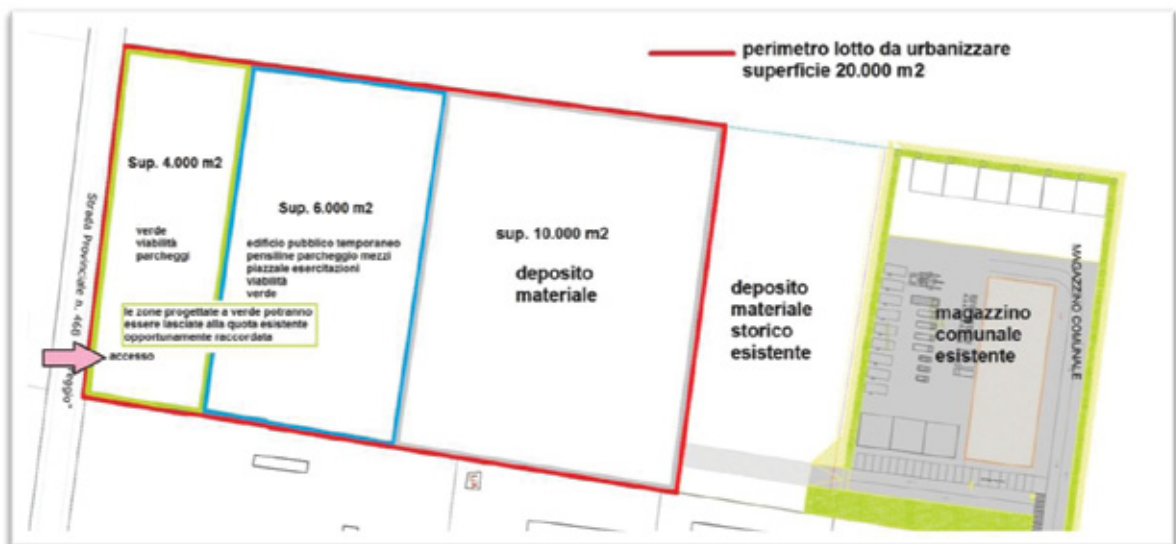 perimetro lotto da urbanizzare
superficie 20.000 m2
Sup. 4.000 m2
verde
viabilità
parcheggi
Sup. 6.000 m2
edificio pubblico temporaneo
pensiline parcheggio mezzi
piazzale esercitazioni
viabilità
verde
le zone progettate a verde potranno
essere lasciate alla quota esistente
opportunamente raccordata
accesso
Strada Provinciale n. 468
sup. 10.000 m2
deposito
materiale
deposito
materiale
storico
esistente
magazzino
comunale
esistente
MAGAZZINO COMUNALE